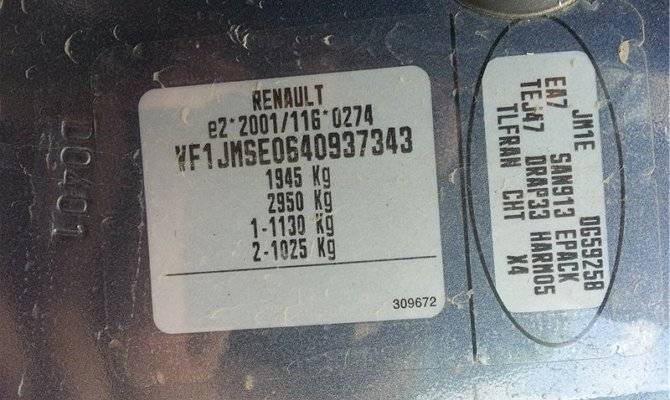 RENAULT
e2*2001/116*0274
VF1JMSE0640937343
1945 Kg
2950 Kg
1-1130 Kg
2-1025 Kg
309672
JM1E 0G59258
EA7 SAN913 EPACK
TEJ47 DRAP33 HARM05
TLFRAN CHT X4
D0401